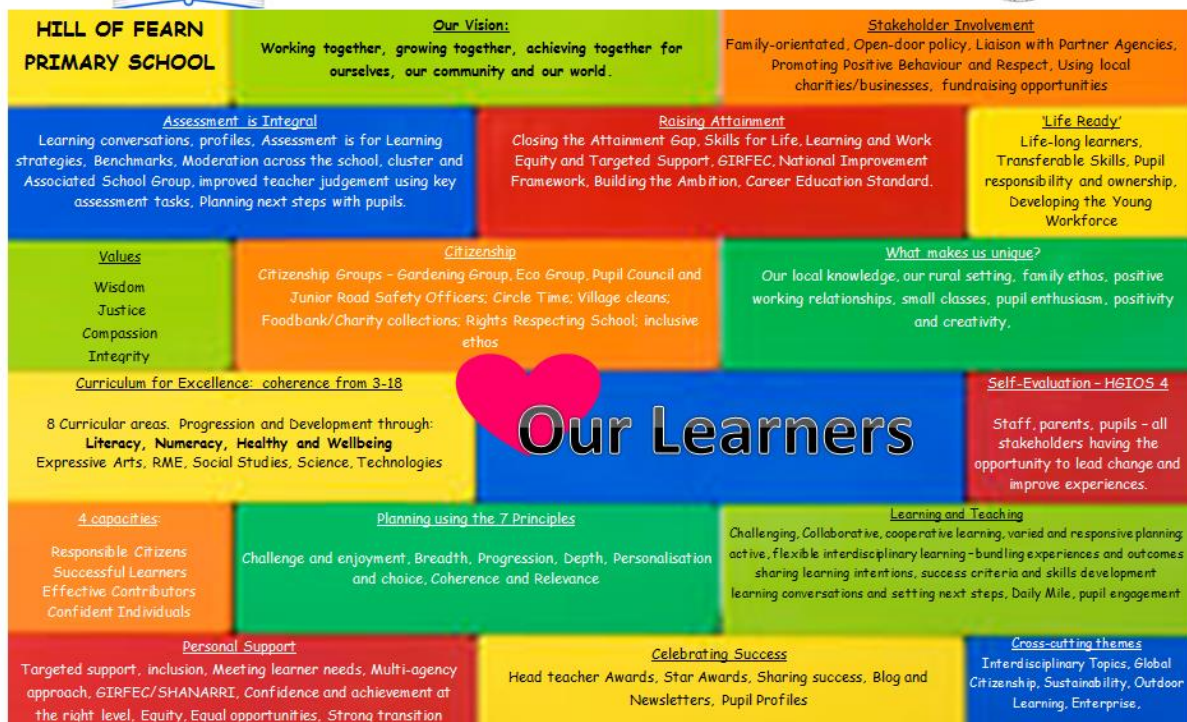 HILL OF FEARN
PRIMARY SCHOOL
Our Vision:
Working together, growing together, achieving together for
ourselves, our community and our world.
Stakeholder Involvement
Family-orientated, Open-door policy, Liaison with Partner Agencies,
Promoting Positive Behaviour and Respect, Using local
charities/businesses, fundraising opportunities
Assessment is Integral
Learning conversations, profiles, Assessment is for Learning
strategies, Benchmarks, Moderation across the school, cluster and
Associated School Group, improved teacher judgement using key
assessment tasks, Planning next steps with pupils.
Raising Attainment
Closing the Attainment Gap, Skills for Life, Learning and Work
Equity and Targeted Support, GIRFEC, National Improvement
Framework, Building the Ambition, Career Education Standard.
'Life Ready'
Life-long learners,
Transferable Skills, Pupil
responsibility and ownership,
Developing the Young
Workforce
Values
Wisdom
Justice
Compassion
Integrity
Citizenship
Citizenship Groups – Gardening Group, Eco Group, Pupil Council and
Junior Road Safety Officers; Circle Time; Village cleans;
Foodbank/Charity collections; Rights Respecting School; inclusive
ethos
What makes us unique?
Our local knowledge, our rural setting, family ethos, positive
working relationships, small classes, pupil enthusiasm, positivity
and creativity.
Curriculum for Excellence: coherence from 3-18
8 Curricular areas. Progression and Development through:
Literacy, Numeracy, Healthy and Wellbeing
Expressive Arts, RME, Social Studies, Science, Technologies
Our Learners
Self-Evaluation – HGIOS 4
Staff, parents, pupils – all
stakeholders having the
opportunity to lead change and
improve experiences.
4 capacities:
Responsible Citizens
Successful Learners
Effective Contributors
Confident Individuals
Planning using the 7 Principles
Challenge and enjoyment, Breadth, Progression, Depth, Personalisation
and choice, Coherence and Relevance
Learning and Teaching
Challenging, Collaborative, cooperative learning, varied and responsive planning;
active, flexible interdisciplinary learning – bundling experiences and outcomes
sharing learning intentions, success criteria and skills development
learning conversations and setting next steps, Daily Mile, pupil engagement
Personal Support
Targeted support, inclusion, Meeting learner needs, Multi-agency
approach, GIRFEC/SHANARRI, Confidence and achievement at
the right level, Equity, Equal opportunities, Strong transition
Celebrating Success
Head teacher Awards, Star Awards, Sharing success, Blog and
Newsletters, Pupil Profiles
Cross-cutting themes
Interdisciplinary Topics, Global
Citizenship, Sustainability, Outdoor
Learning, Enterprise,